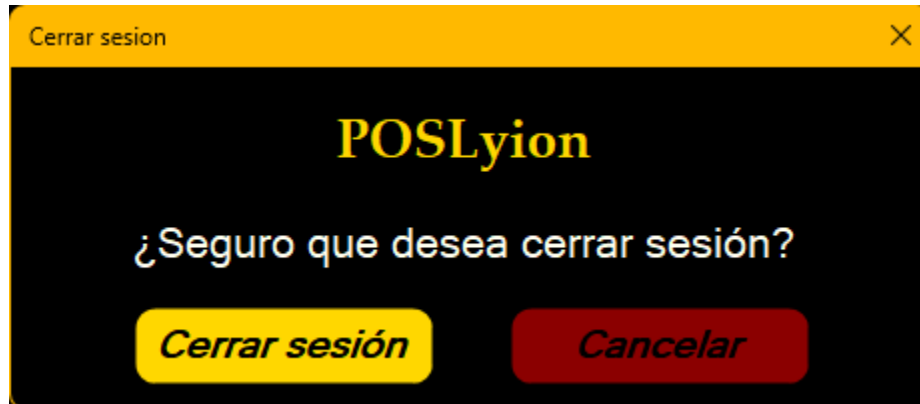 Cerrar sesion
POSLyion
¿Seguro que desea cerrar sesión?
Cerrar sesión Cancelar